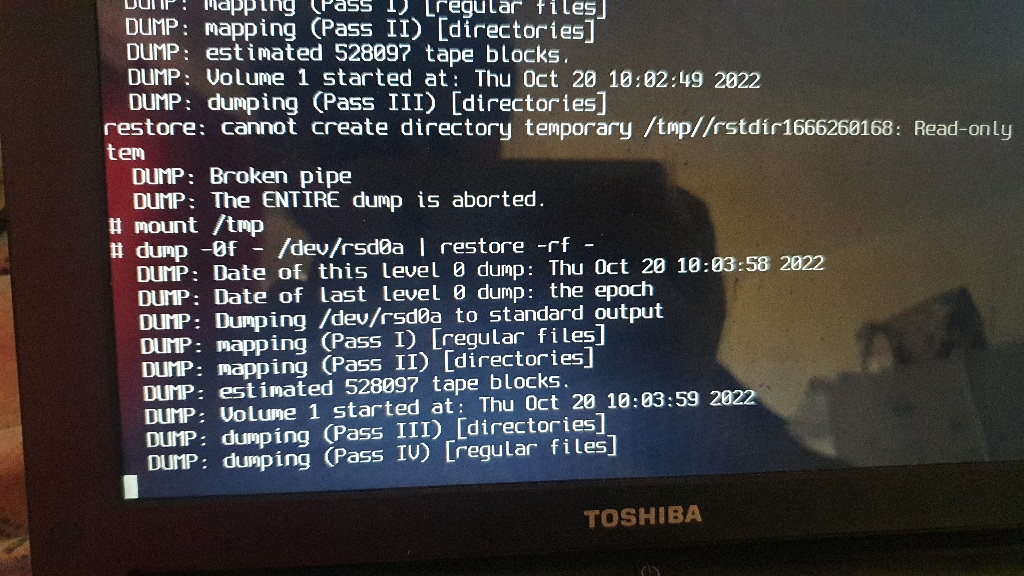 DUMP: mapping (Pass I) [regular files]
DUMP: mapping (Pass II) [directories]
DUMP: estimated 528097 tape blocks.
DUMP: Volume 1 started at: Thu Oct 20 10:02:49 2022
DUMP: dumping (Pass III) [directories]
restore: cannot create directory temporary /tmp//rstdir1666260168: Read-only
tem
DUMP: Broken pipe
DUMP: The ENTIRE dump is aborted.
# mount /tmp
# dump -0f - /dev/rsd0a | restore -rf -
DUMP: Date of this level 0 dump: Thu Oct 20 10:03:58 2022
DUMP: Date of last level 0 dump: the epoch
DUMP: Dumping /dev/rsd0a to standard output
DUMP: mapping (Pass I) [regular files]
DUMP: mapping (Pass II) [directories]
DUMP: estimated 528097 tape blocks.
DUMP: Volume 1 started at: Thu Oct 20 10:03:59 2022
DUMP: dumping (Pass III) [directories]
DUMP: dumping (Pass IV) [regular files]
TOSHIBA